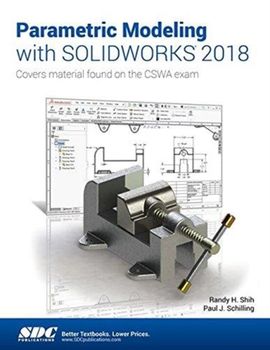 Parametric Modeling
with SOLIDWORKS® 2018
Covers material found on the CSWA exam
Randy H. Shih
Paul J. Schilling
SDC
PUBLICATIONS
Better Textbooks. Lower Prices.
www.SDCpublications.com